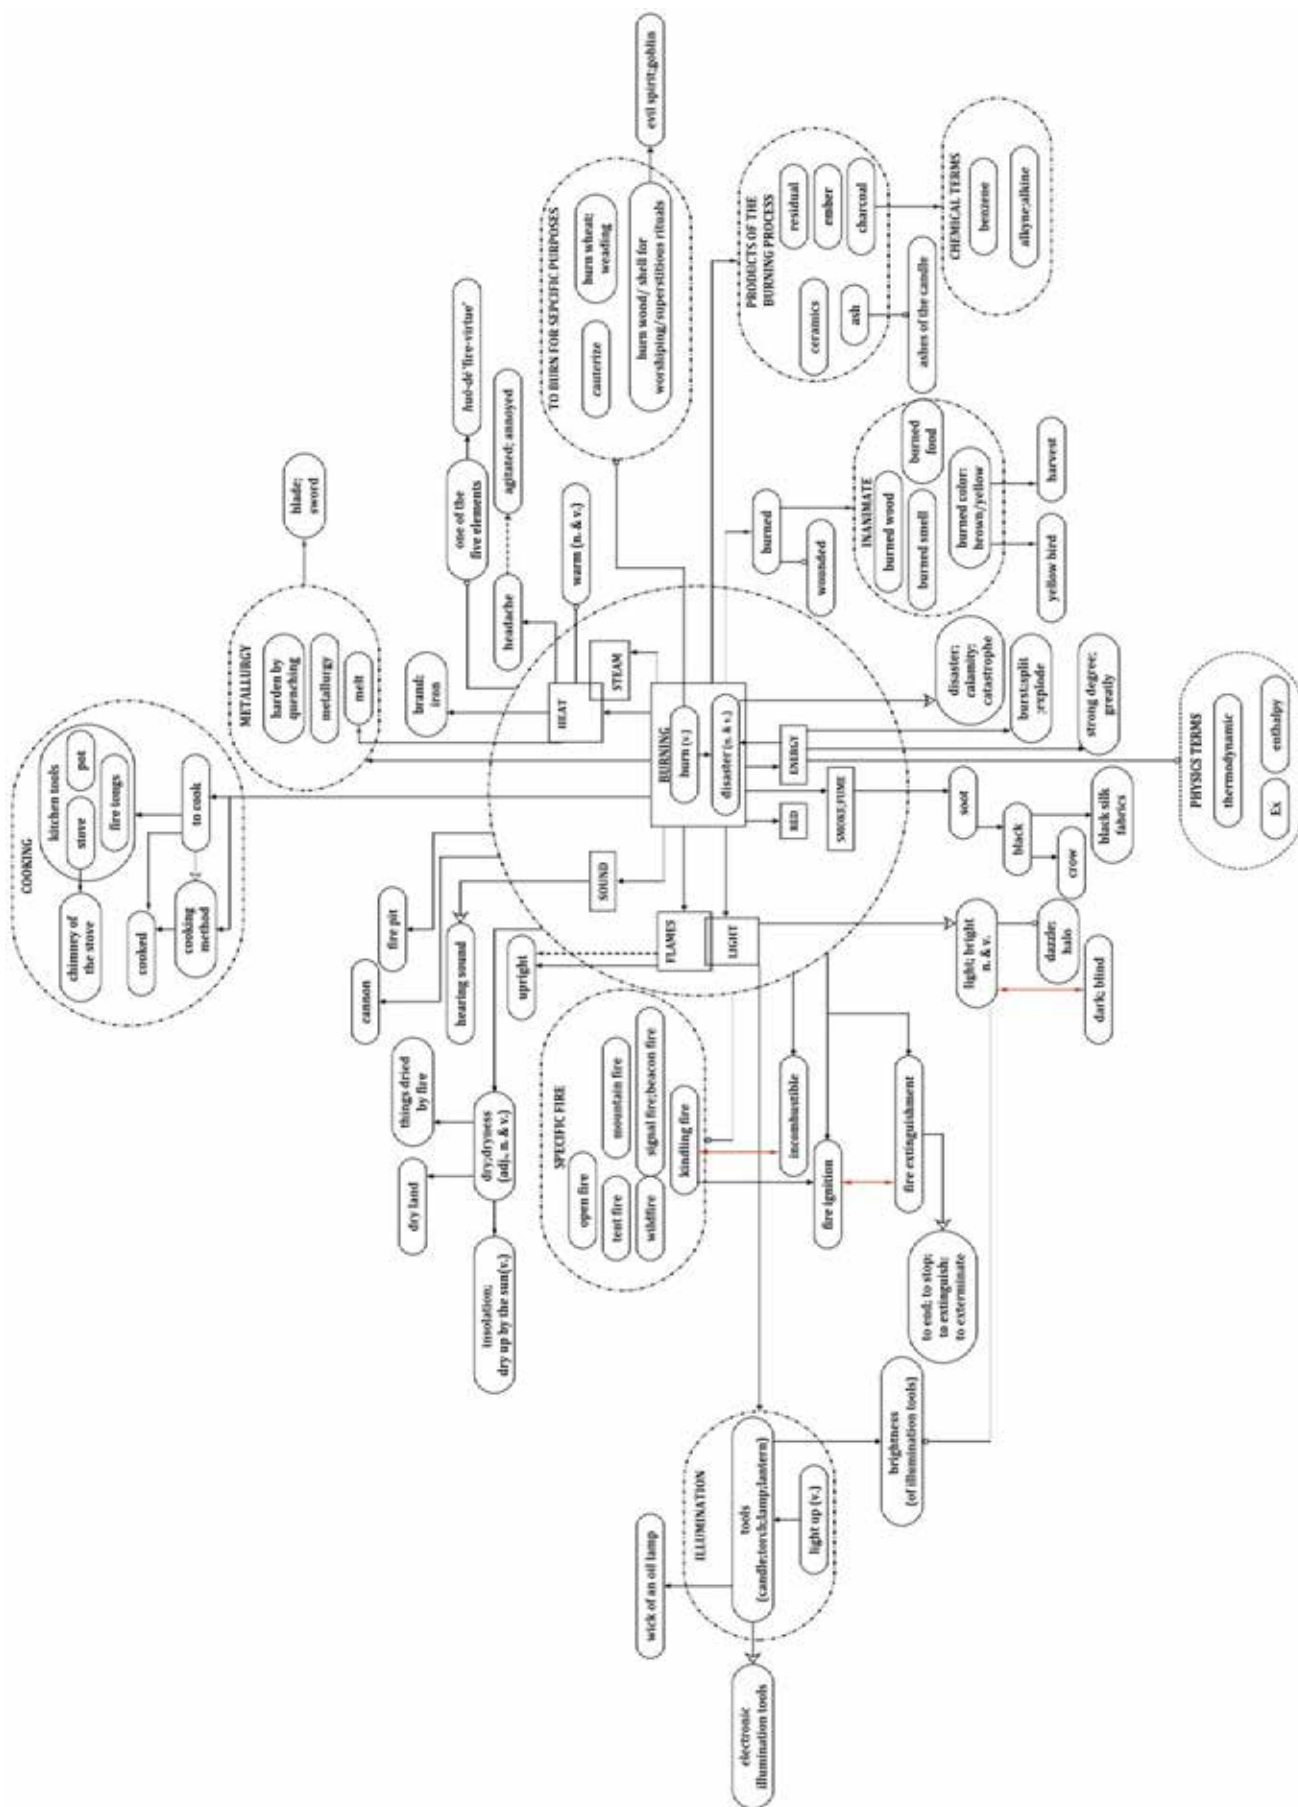 COOKING
kitchen tools
stove
pot
fire tongs
to cook
chimney of
the stove
cooked
cooking
method
METALLURGY
harden by
quenching
metallurgy
melt
blade;
sword
cannon
fire pit
hearing sound
upright
things dried
by fire
dry land
dry;dryness
(adj., n. & v.)
insolation;
dry up by the sun(v.)
brand;
iron
headache
agitated; annoyed
one of the
five elements
huǒ-dé 'fire-virtue'
warm (n. & v.)
HEAT
STEAM
BURNING
burn (v.)
disaster (n. & v.)
SOUND
FLAMES
LIGHT
RED
SMOKE;FUME
ENERGY
TO BURN FOR SEPCIFIC PURPOSES
cauterize
burn wheat;
weading
burn wood/ shell for
worshiping/superstitious rituals
evil spirit;goblin
PRODUCTS OF THE
BURNING PROCESS
ceramics
residual
ember
ash
charcoal
ashes of the candle
CHEMICAL TERMS
benzene
alkyne;alkine
burned
wounded
INANIMATE
burned wood
burned smell
burned
food
burned color:
brown/yellow
yellow bird
harvest
disaster;
calamity;
catastrophe
burst;split
;explode
strong degree;
greatly
PHYSICS TERMS
thermodynamic
Ex
enthalpy
soot
black
crow
black silk
fabrics
SPECIFIC FIRE
open fire
tent fire
mountain fire
wildfire
signal fire;beacon fire
kindling fire
incombustible
fire ignition
fire extinguishment
to end; to stop;
to extinguish;
to exterminate
light; bright
n. & v.
dazzle;
halo
dark; blind
ILLUMINATION
tools
(candle;torch;lamp;lantern)
light up (v.)
wick of an oil lamp
electronic
illumination tools
brightness
(of illumination tools)